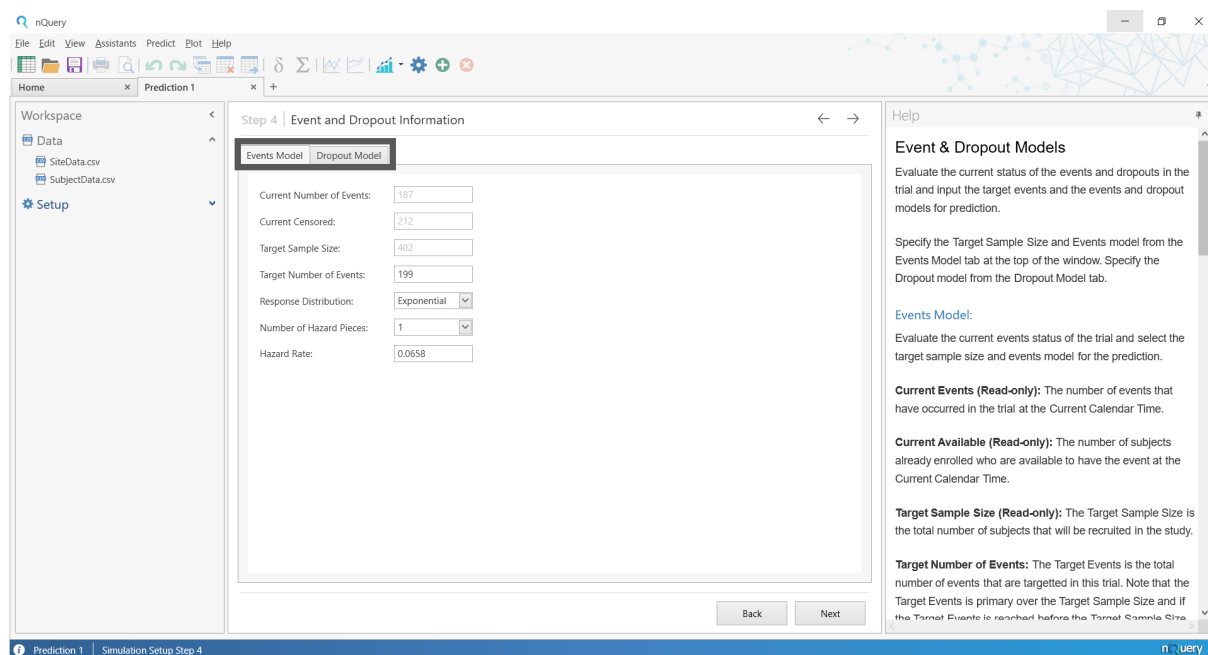 nQuery
File Edit View Assistants Predict Plot Help
Home × Prediction 1 × +
Workspace
Data
SiteData.csv
SubjectData.csv
Setup
Step 4 | Event and Dropout Information
Events Model Dropout Model
Current Number of Events: 187
Current Censored: 212
Target Sample Size: 402
Target Number of Events: 199
Response Distribution: Exponential
Number of Hazard Pieces: 1
Hazard Rate: 0.0658
Back Next
Help
Event & Dropout Models
Evaluate the current status of the events and dropouts in the
trial and input the target events and the events and dropout
models for prediction.
Specify the Target Sample Size and Events model from the
Events Model tab at the top of the window. Specify the
Dropout model from the Dropout Model tab.
Events Model:
Evaluate the current events status of the trial and select the
target sample size and events model for the prediction.
Current Events (Read-only): The number of events that
have occurred in the trial at the Current Calendar Time.
Current Available (Read-only): The number of subjects
already enrolled who are available to have the event at the
Current Calendar Time.
Target Sample Size (Read-only): The Target Sample Size is
the total number of subjects that will be recruited in the study.
Target Number of Events: The Target Events is the total
number of events that are targetted in this trial. Note that the
Target Events is primary over the Target Sample Size and if
the Target Events is reached before the Target Sample Size
Prediction 1 | Simulation Setup Step 4
nQuery